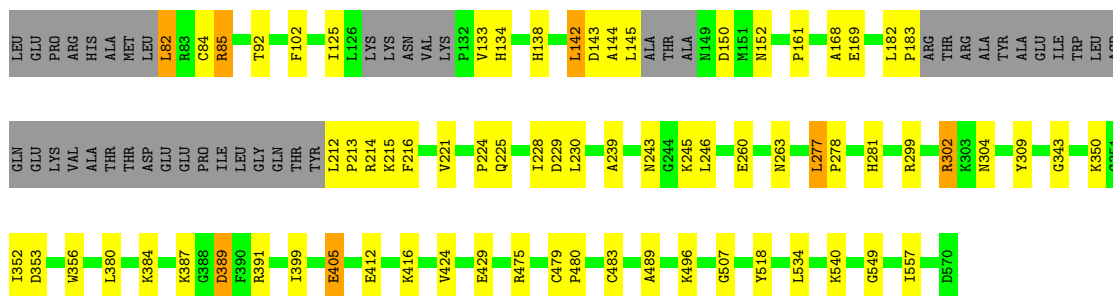 LEU GLU PRO ARG HIS ALA MET LEU L82 R83 C84 R85 T92 F102 I125 L126 LYS LYS ASN VAL LYS P132 V133 H134 H138 L142 D143 A144 L145 ALA THR ALA N149 D150 M151 N152 P161 A168 E169 L182 P183 ARG THR ARG ALA TYR ALA GLU ILE TRP LEU ASP
GLN GLU LYS VAL ALA THR THR ASP GLU GLU PRO ILE LEU GLY GLN THR TYR L212 P213 R214 K215 F216 V221 P224 Q225 I228 D229 L230 A239 N243 G244 K245 L246 E260 N263 L277 P278 H281 R299 R302 K303 N304 Y309 G343 K350 G351
I352 D353 W356 L380 K384 K387 G388 D389 F390 R391 I399 E405 E412 K416 V424 E429 R475 C479 P480 C483 A489 K496 G507 Y518 L534 K540 G549 I557 D570